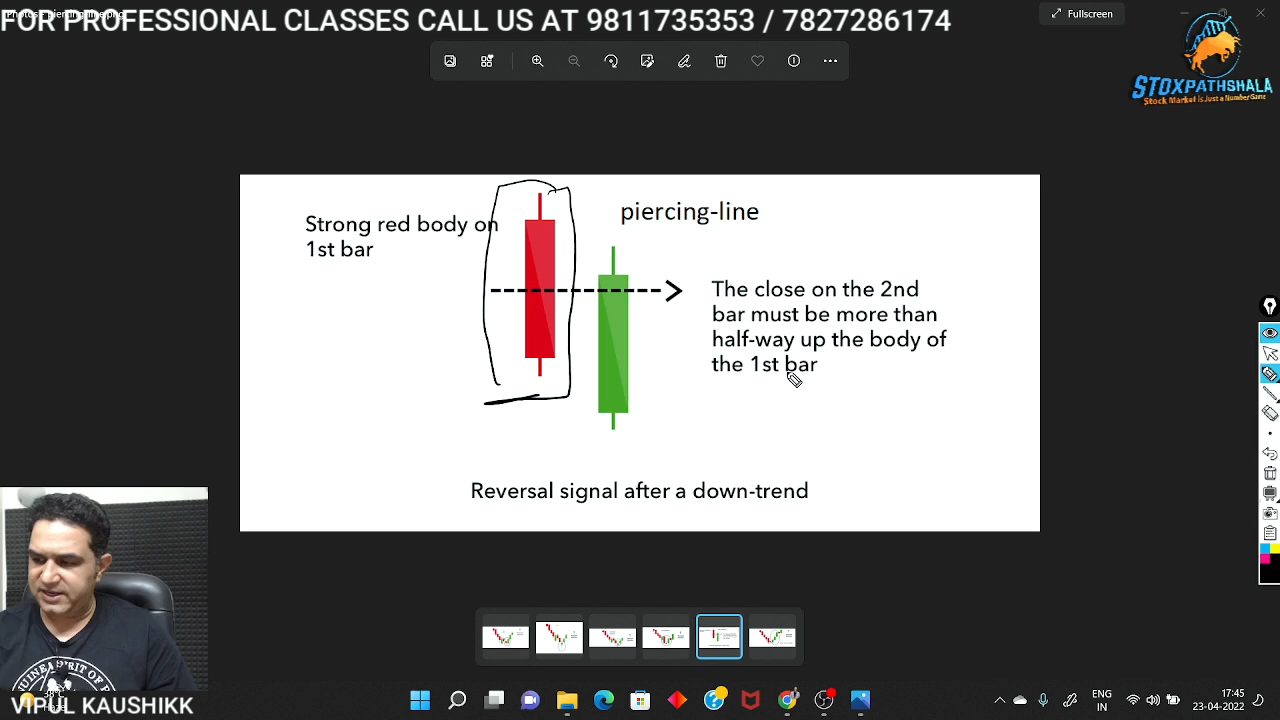 FOR PROFESSIONAL CLASSES CALL US AT 9811735353 / 7827286174
Fullscreen
STOXPATHSHALA
Stock Market is Just a Number Game
Strong red body on
1st bar
piercing-line
The close on the 2nd
bar must be more than
half-way up the body of
the 1st bar
Reversal signal after a down-trend
VIPUL KAUSHIKK
ENG
IN
17:45
23-04-2022